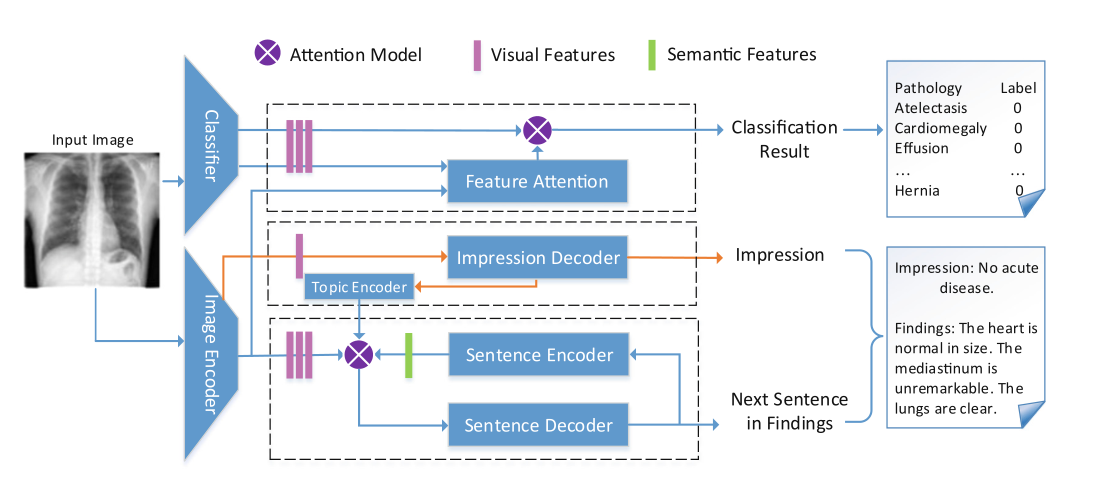 Attention Model
Visual Features
Semantic Features
Input Image
Classifier
Feature Attention
Classification
Result
Pathology Label
Atelectasis 0
Cardiomegaly 0
Effusion 0
... ...
Hernia 0
Image Encoder
Impression Decoder
Topic Encoder
Impression
Sentence Encoder
Sentence Decoder
Next Sentence
in Findings
Impression: No acute
disease.
Findings: The heart is
normal in size. The
mediastinum is
unremarkable. The
lungs are clear.